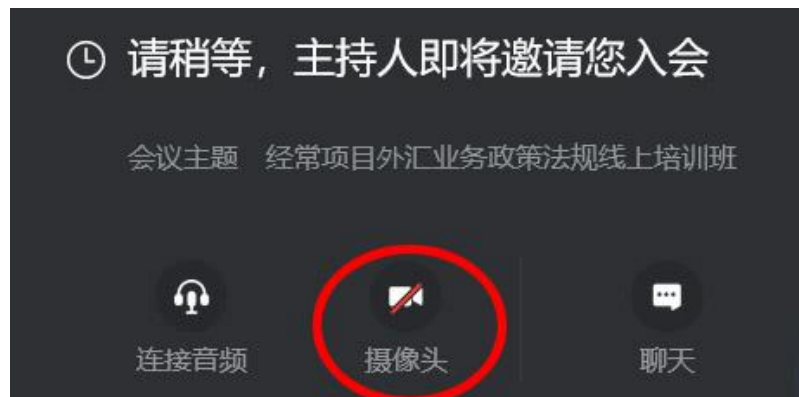 请稍等，主持人即将邀请您入会
会议主题 经常项目外汇业务政策法规线上培训班
连接音频 摄像头 聊天